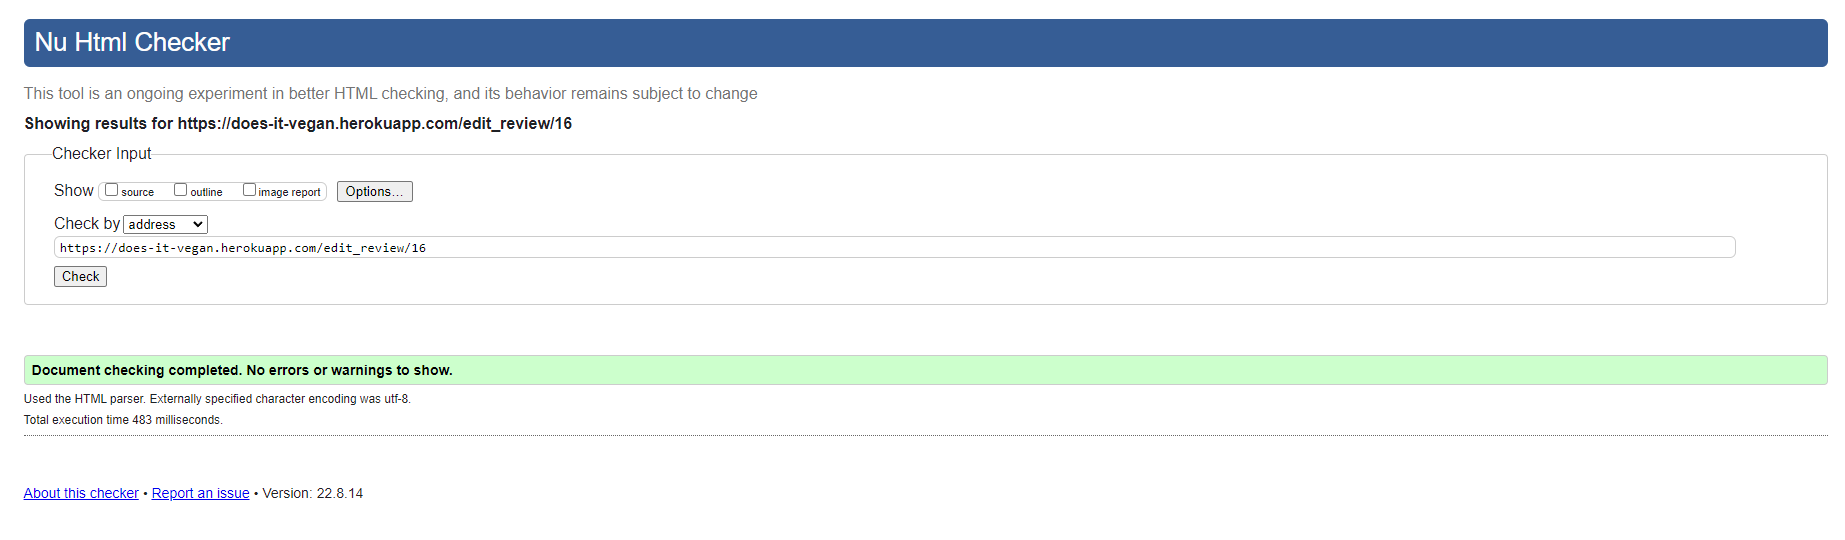 Nu Html Checker
This tool is an ongoing experiment in better HTML checking, and its behavior remains subject to change
Showing results for https://does-it-vegan.herokuapp.com/edit_review/16
Checker Input
Show source outline image report Options...
Check by address
https://does-it-vegan.herokuapp.com/edit_review/16
Check
Document checking completed. No errors or warnings to show.
Used the HTML parser. Externally specified character encoding was utf-8.
Total execution time 483 milliseconds.
About this checker • Report an issue • Version: 22.8.14